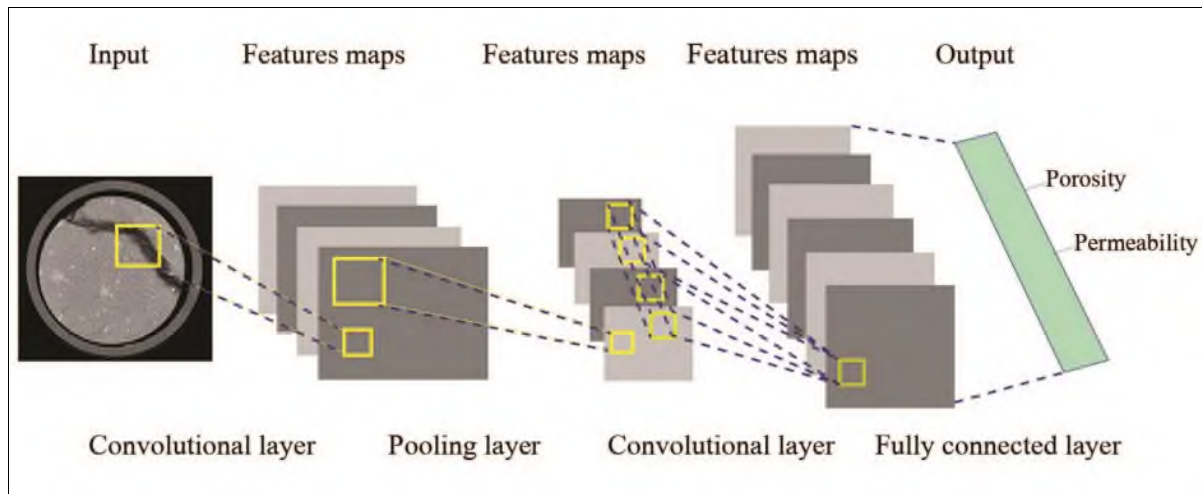 Input
Features maps
Features maps
Features maps
Output
Porosity
Permeability
Convolutional layer
Pooling layer
Convolutional layer
Fully connected layer